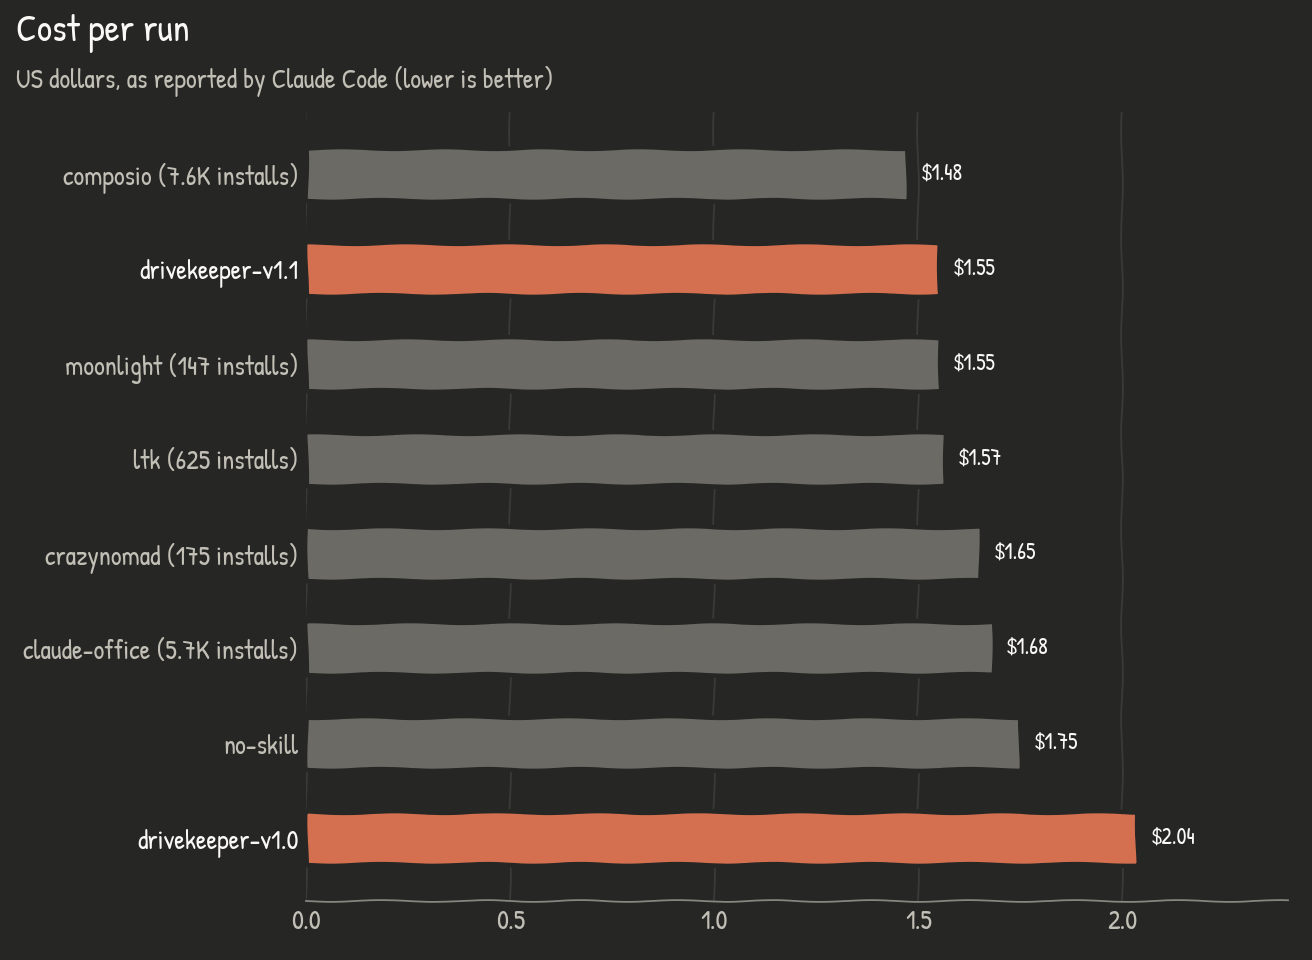 Cost per run
US dollars, as reported by Claude Code (lower is better)
composio (7.6K installs) $1.48
drivekeeper-v1.1 $1.55
moonlight (147 installs) $1.55
ltk (625 installs) $1.57
crazynomad (175 installs) $1.65
claude-office (5.7K installs) $1.68
no-skill $1.75
drivekeeper-v1.0 $2.04
0.0 0.5 1.0 1.5 2.0